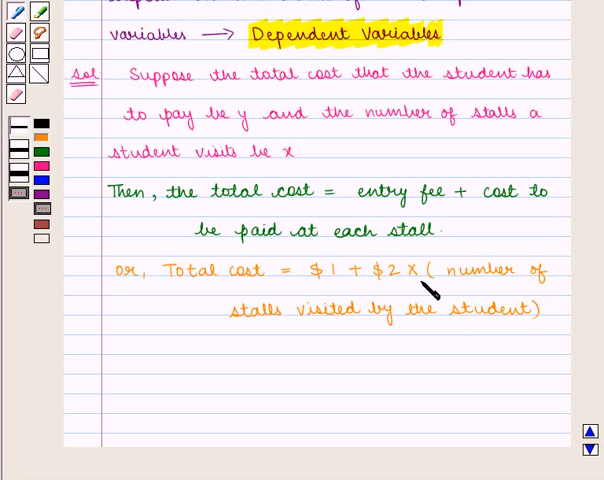 variables → Dependent Variables
Sol Suppose the total cost that the student has
to pay be y and the number of stalls a
student visits be x
Then, the total cost = entry fee + cost to
be paid at each stall.
or, Total cost = $1 + $2 × ( number of
stalls visited by the student)